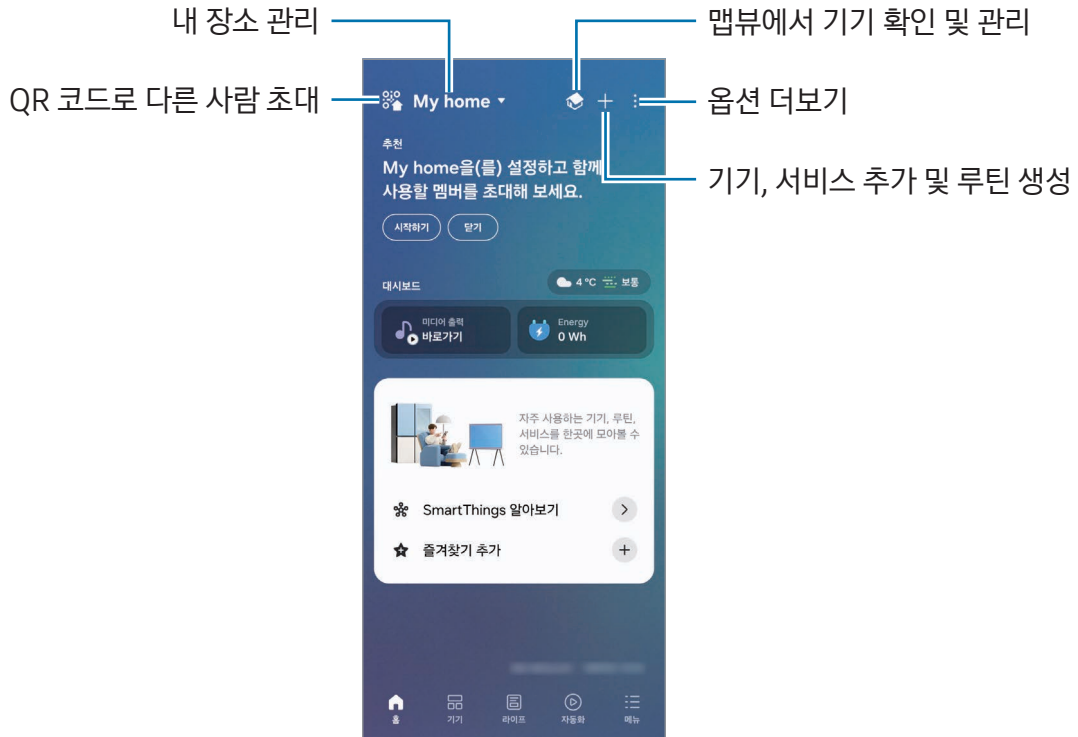 내 장소 관리
맵뷰에서 기기 확인 및 관리
QR 코드로 다른 사람 초대
My home
옵션 더보기
기기, 서비스 추가 및 루틴 생성
추천
My home을(를) 설정하고 함께
사용할 멤버를 초대해 보세요.
시작하기
닫기
대시보드
4 °C
보통
미디어 출력
바로가기
Energy
0 Wh
자주 사용하는 기기, 루틴,
서비스를 한곳에 모아볼 수
있습니다.
SmartThings 알아보기
즐겨찾기 추가
홈
기기
라이프
자동화
메뉴